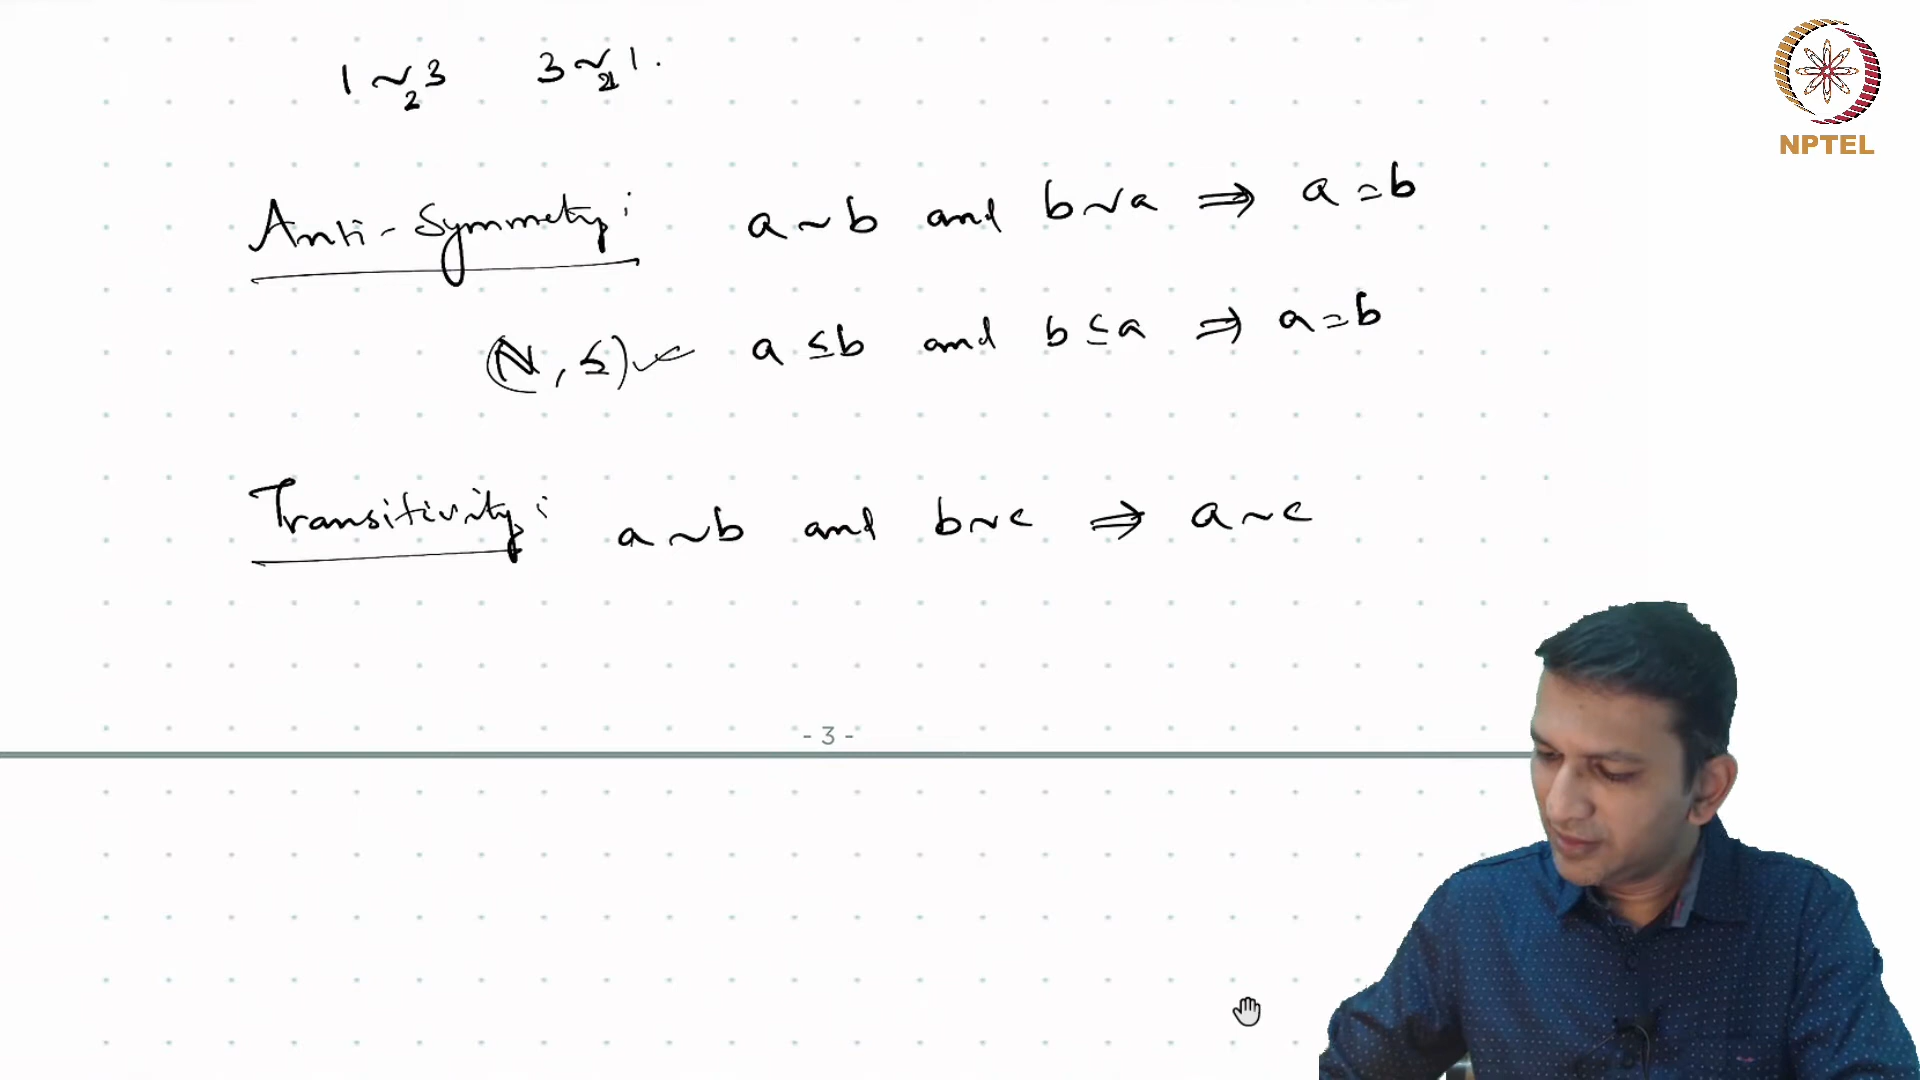 1 ~₂ 3    3 ~₂ 1.
NPTEL
Anti-Symmetry: a ~ b and b ~ a ⇒ a = b
(ℕ, ≤) ✓ a ≤ b and b ≤ a ⇒ a = b
Transitivity: a ~ b and b ~ c ⇒ a ~ c
- 3 -